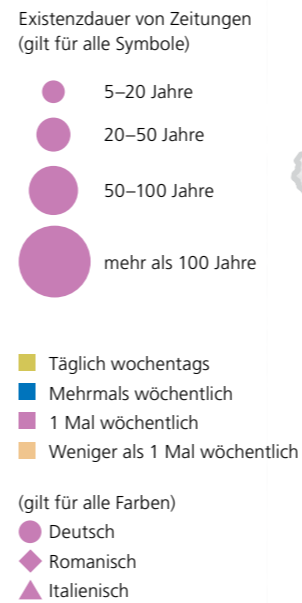 Existenzdauer von Zeitungen
(gilt für alle Symbole)
5–20 Jahre
20–50 Jahre
50–100 Jahre
mehr als 100 Jahre
Täglich wochentags
Mehrmals wöchentlich
1 Mal wöchentlich
Weniger als 1 Mal wöchentlich
(gilt für alle Farben)
Deutsch
Romanisch
Italienisch